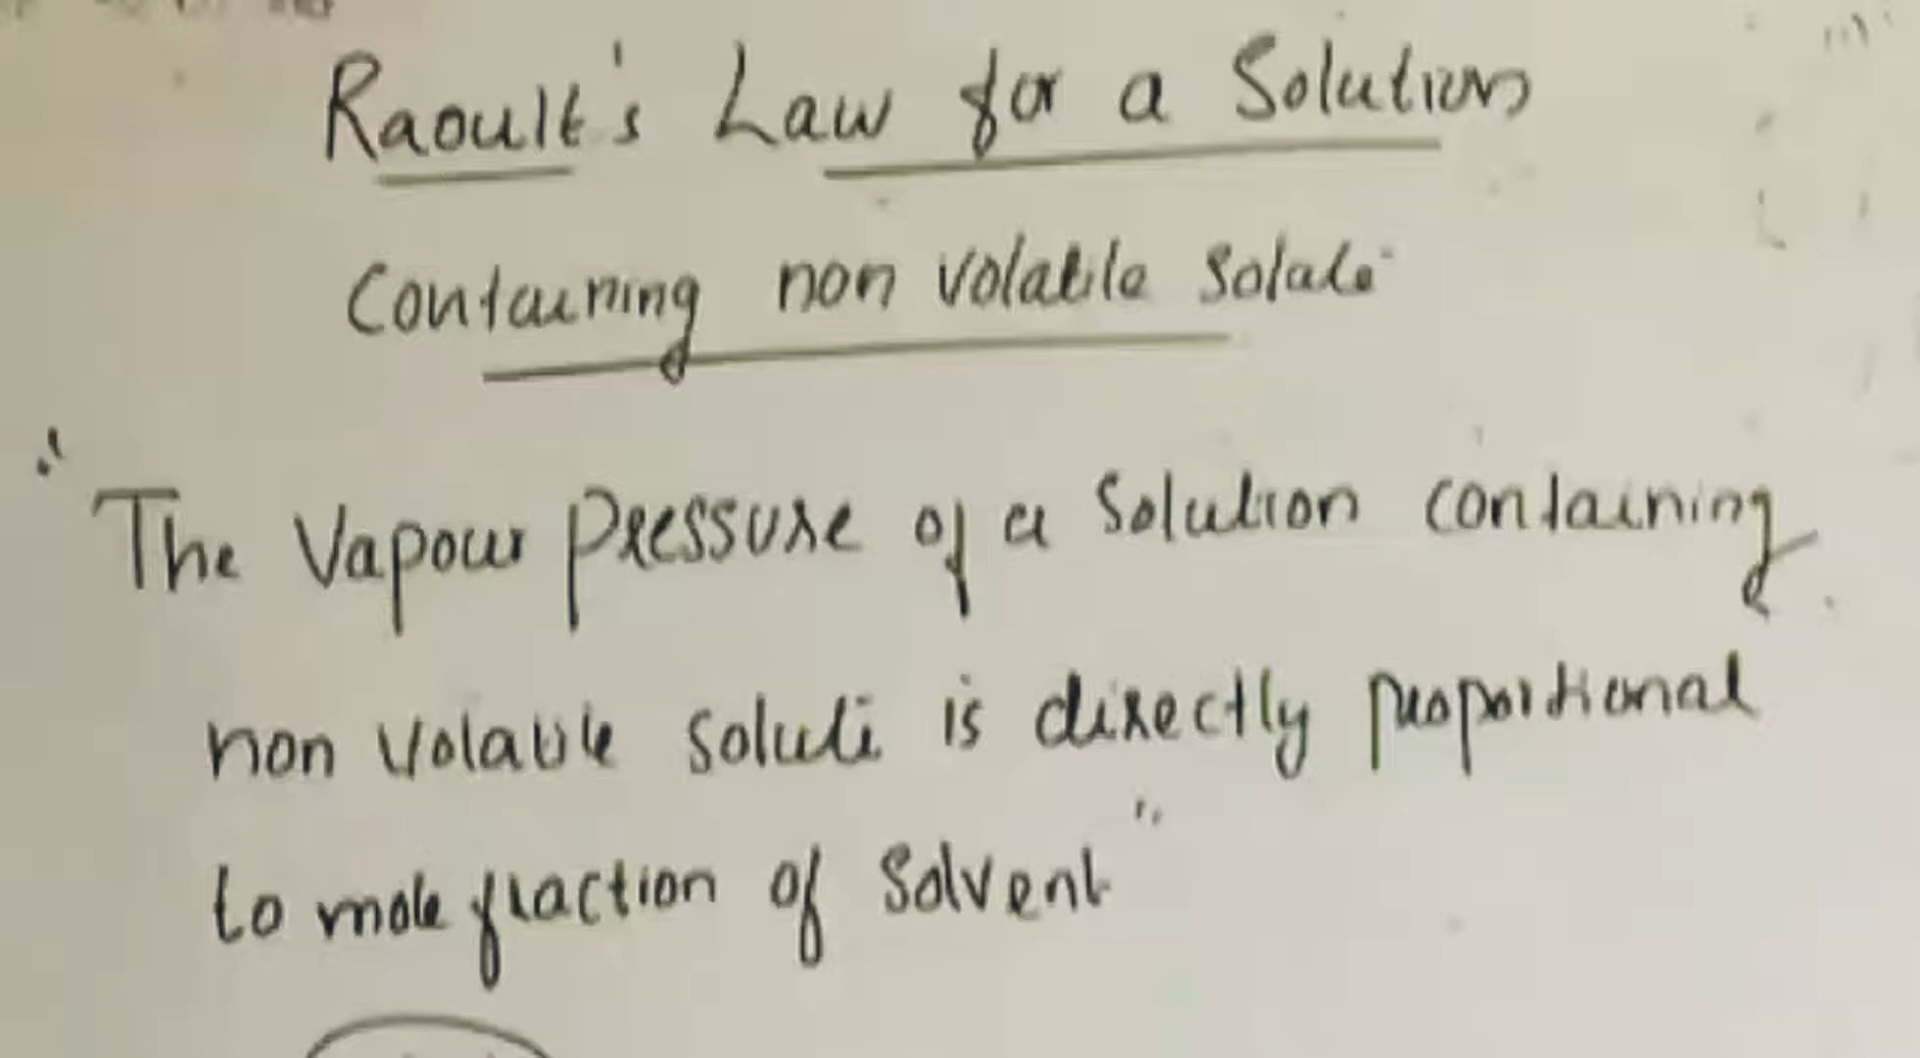 Raoult's Law for a Solution
Containing non volatile Solute
"The Vapour Pressure of a Solution containing
non volatile solute is directly proportional
to mole fraction of Solvent"